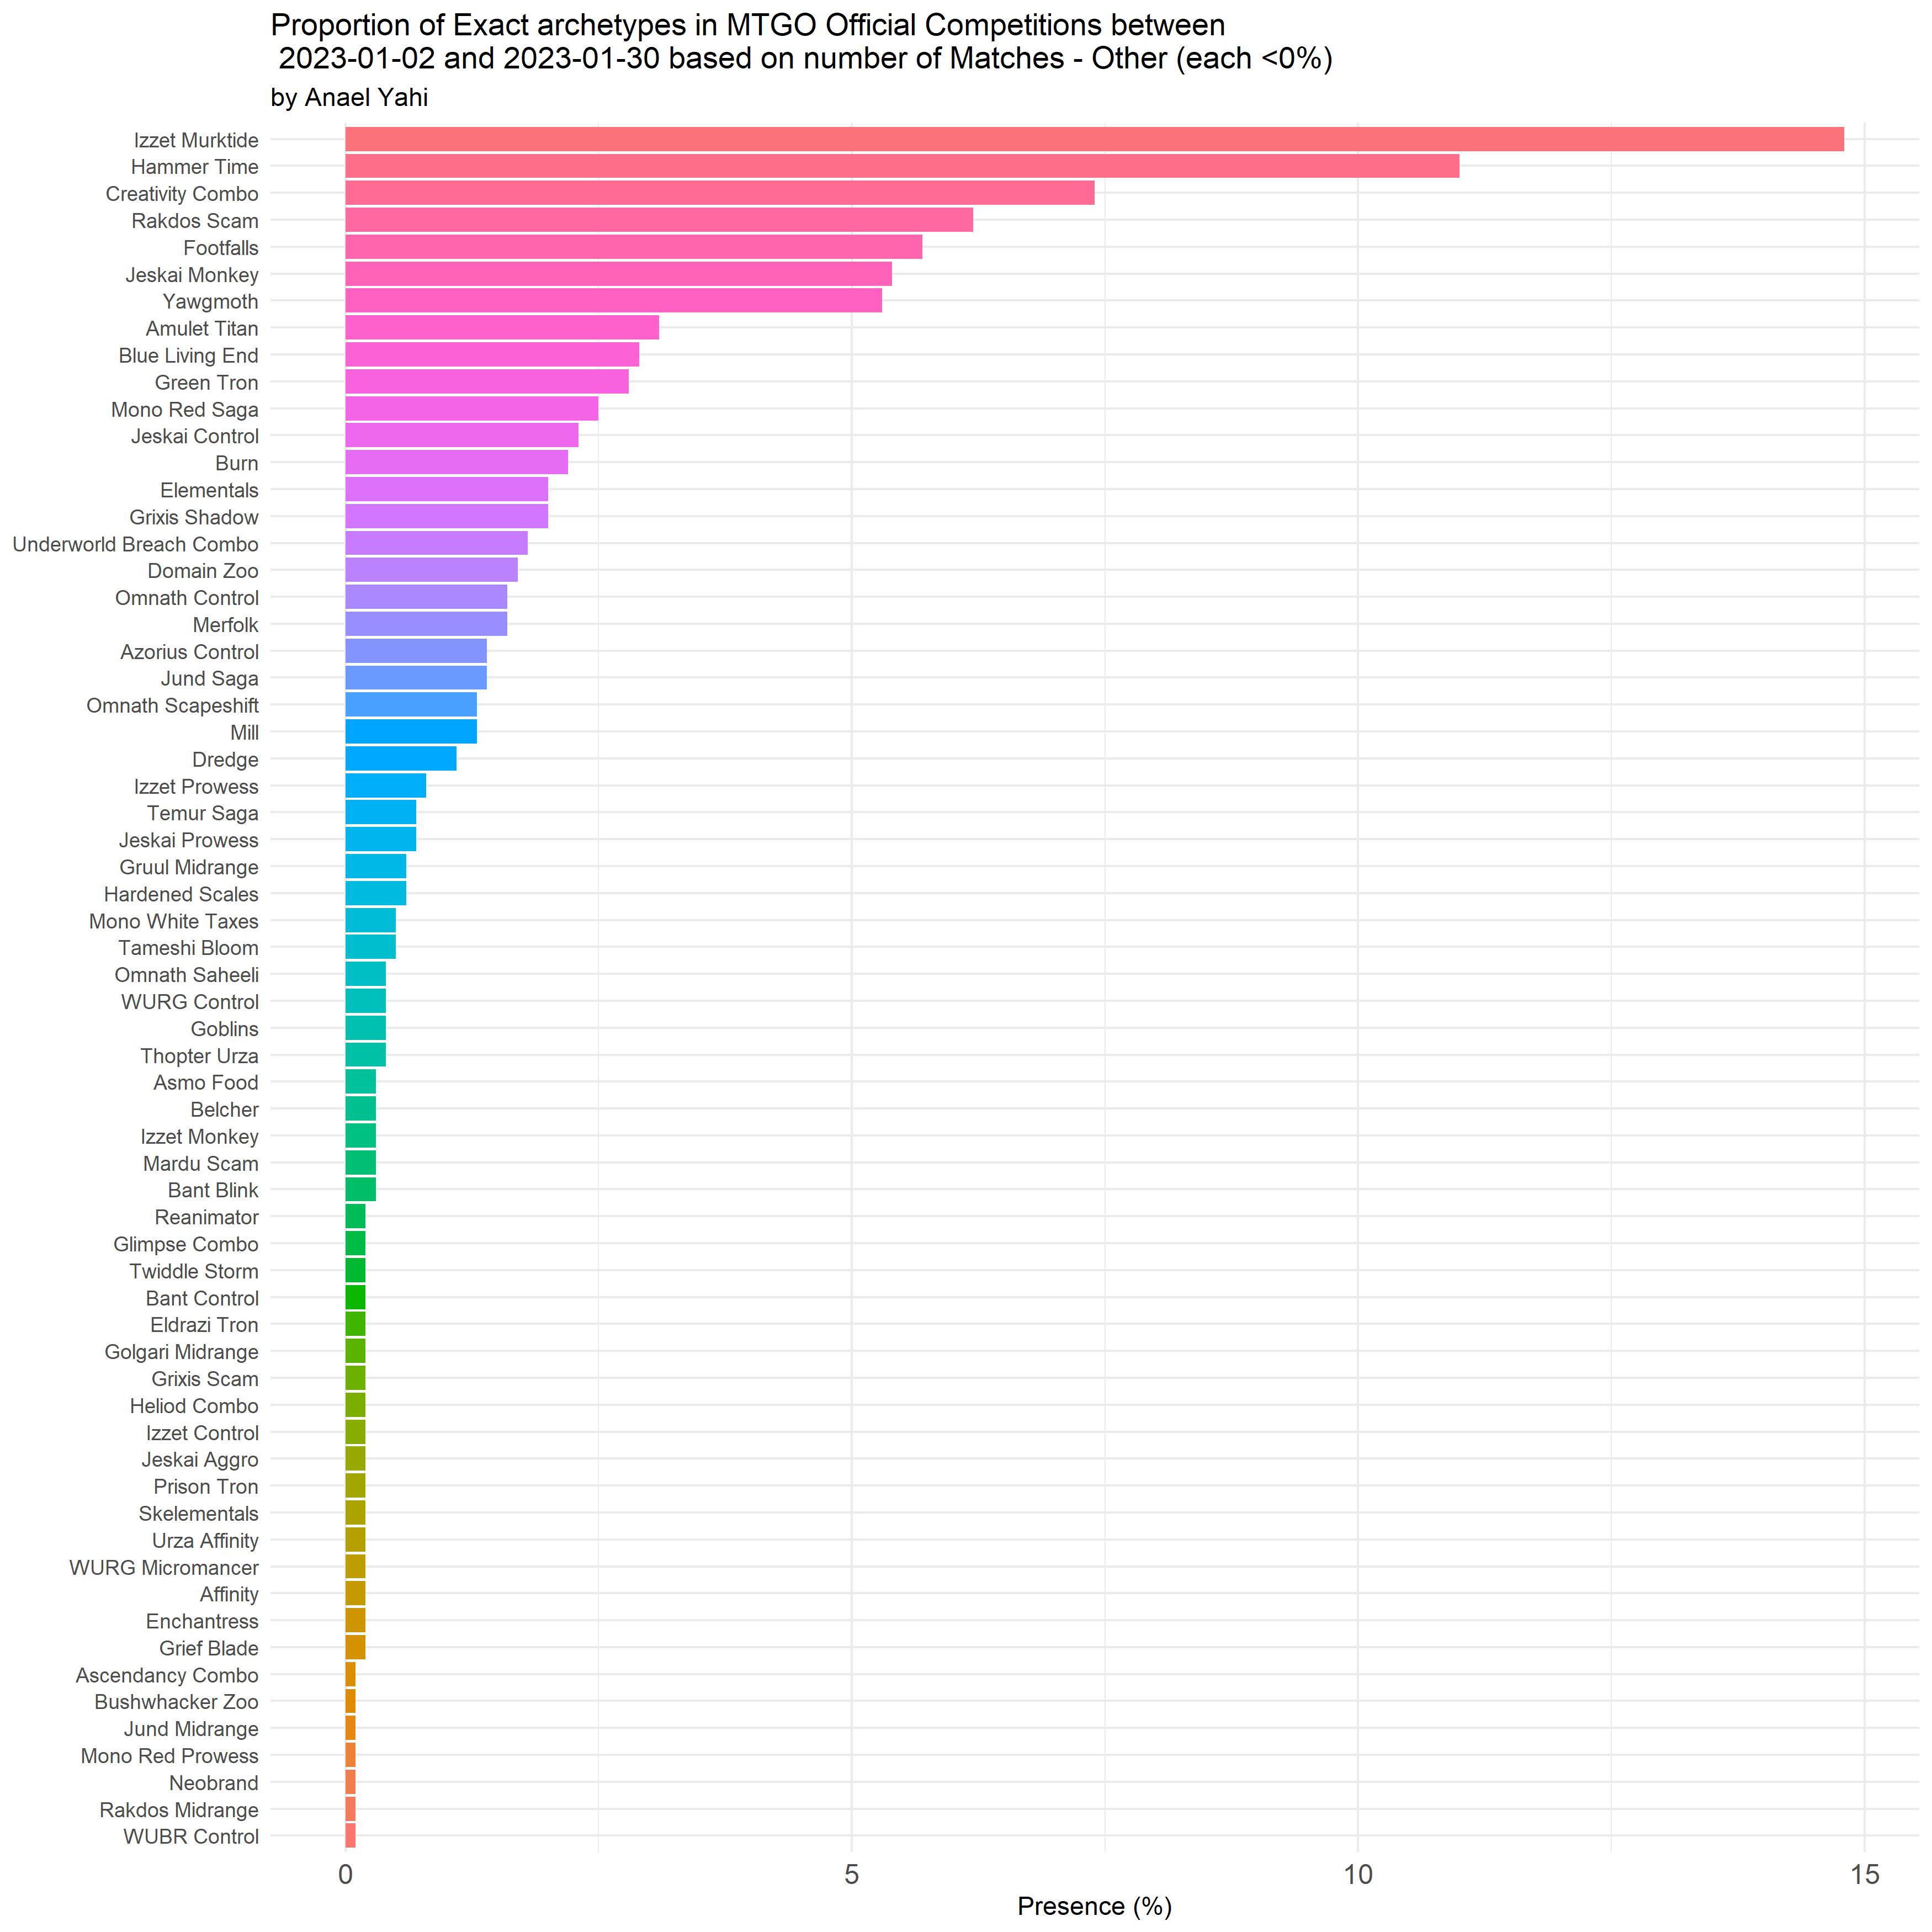 Proportion of Exact archetypes in MTGO Official Competitions between
2023-01-02 and 2023-01-30 based on number of Matches - Other (each <0%)
by Anael Yahi
Izzet Murktide
Hammer Time
Creativity Combo
Rakdos Scam
Footfalls
Jeskai Monkey
Yawgmoth
Amulet Titan
Blue Living End
Green Tron
Mono Red Saga
Jeskai Control
Burn
Elementals
Grixis Shadow
Underworld Breach Combo
Domain Zoo
Omnath Control
Merfolk
Azorius Control
Jund Saga
Omnath Scapeshift
Mill
Dredge
Izzet Prowess
Temur Saga
Jeskai Prowess
Gruul Midrange
Hardened Scales
Mono White Taxes
Tameshi Bloom
Omnath Saheeli
WURG Control
Goblins
Thopter Urza
Asmo Food
Belcher
Izzet Monkey
Mardu Scam
Bant Blink
Reanimator
Glimpse Combo
Twiddle Storm
Bant Control
Eldrazi Tron
Golgari Midrange
Grixis Scam
Heliod Combo
Izzet Control
Jeskai Aggro
Prison Tron
Skelementals
Urza Affinity
WURG Micromancer
Affinity
Enchantress
Grief Blade
Ascendancy Combo
Bushwhacker Zoo
Jund Midrange
Mono Red Prowess
Neobrand
Rakdos Midrange
WUBR Control
0 5 10 15
Presence (%)